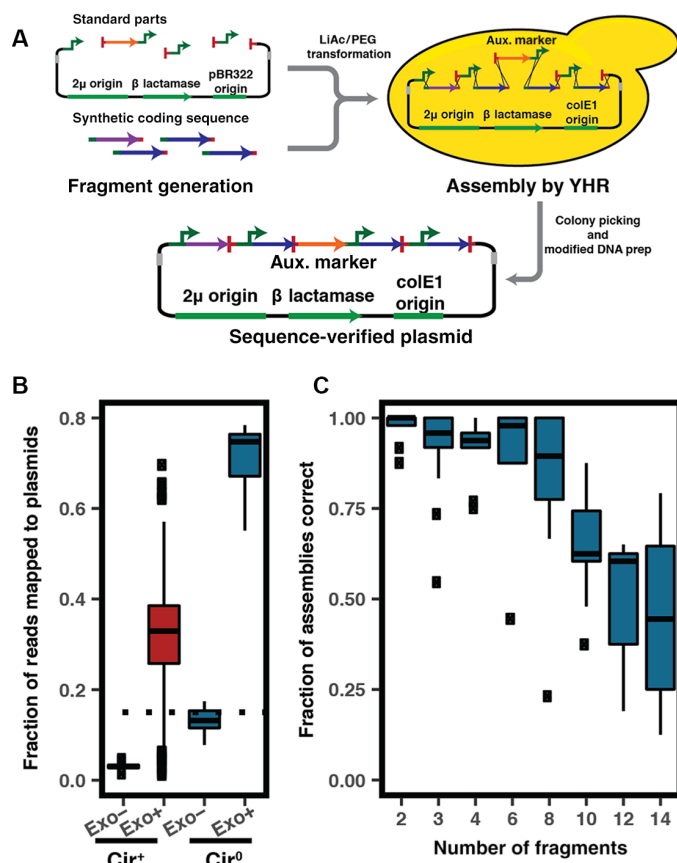 A
Standard parts
2μ origin
β lactamase
pBR322
origin
Synthetic coding sequence
Fragment generation
LiAc/PEG
transformation
Aux. marker
2μ origin
β lactamase
colE1
origin
Assembly by YHR
Colony picking
and
modified DNA prep
Aux. marker
2μ origin
β lactamase
colE1
origin
Sequence-verified plasmid
B
Fraction of reads mapped to plasmids
0.8
0.6
0.4
0.2
0.0
Exo−
Exo+
Exo−
Exo+
Cir⁺
Cir⁰
C
Fraction of assemblies correct
1.00
0.75
0.50
0.25
0.00
2 3 4 6 8 10 12 14
Number of fragments